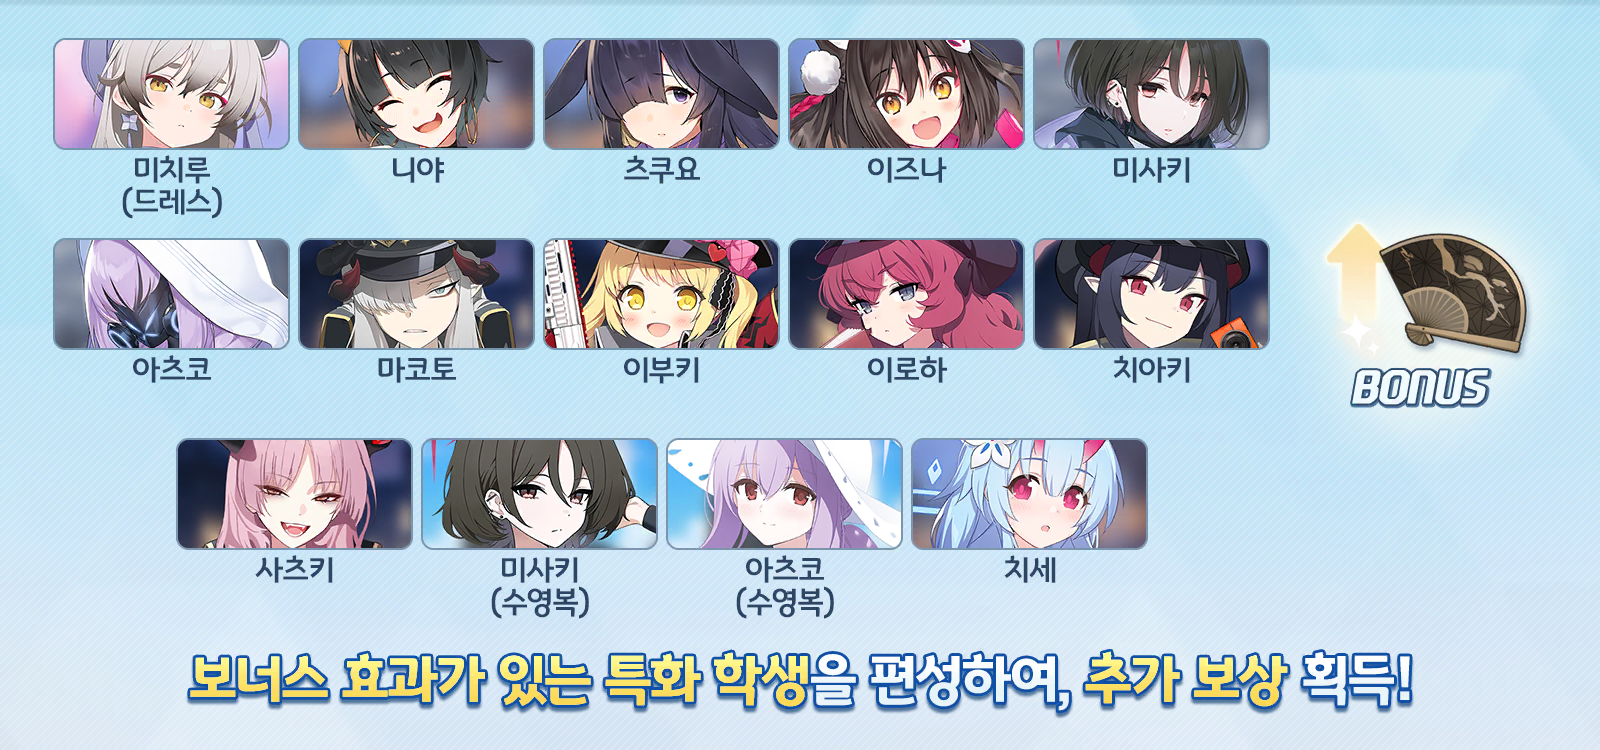 미치루
(드레스)
니야
츠쿠요
이즈나
미사키
아츠코
마코토
이부키
이로하
치아키
BONUS
사츠키
미사키
(수영복)
아츠코
(수영복)
치세
보너스 효과가 있는 특화 학생을 편성하여, 추가 보상 획득!